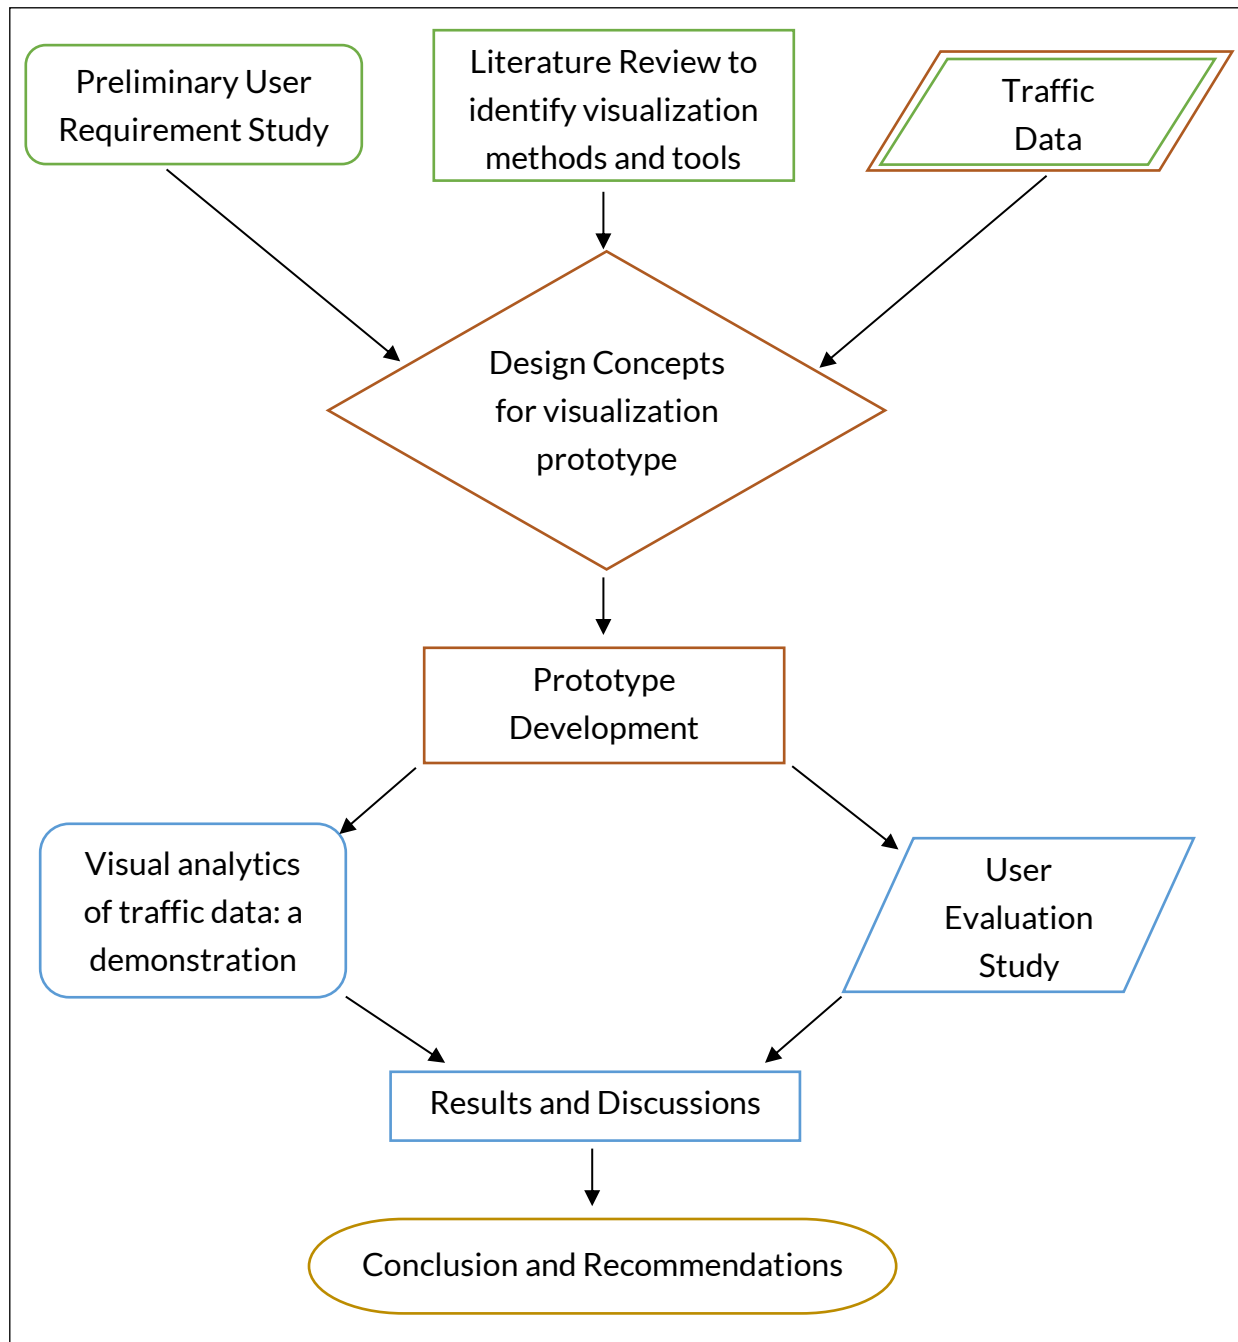 Preliminary User
Requirement Study
Literature Review to
identify visualization
methods and tools
Traffic
Data
Design Concepts
for visualization
prototype
Prototype
Development
Visual analytics
of traffic data: a
demonstration
User
Evaluation
Study
Results and Discussions
Conclusion and Recommendations